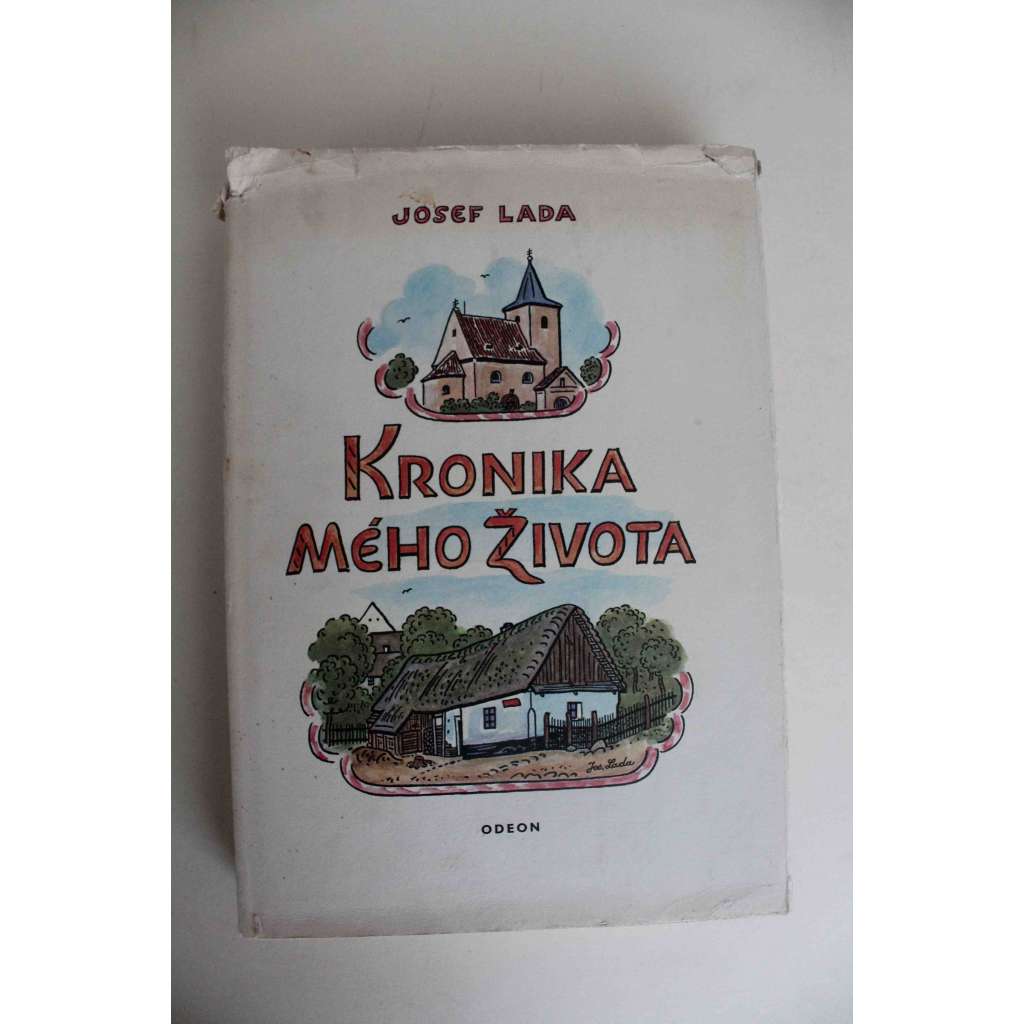 JOSEF LADA
KRONIKA
MÉHO ŽIVOTA
Jos. Lada
ODEON